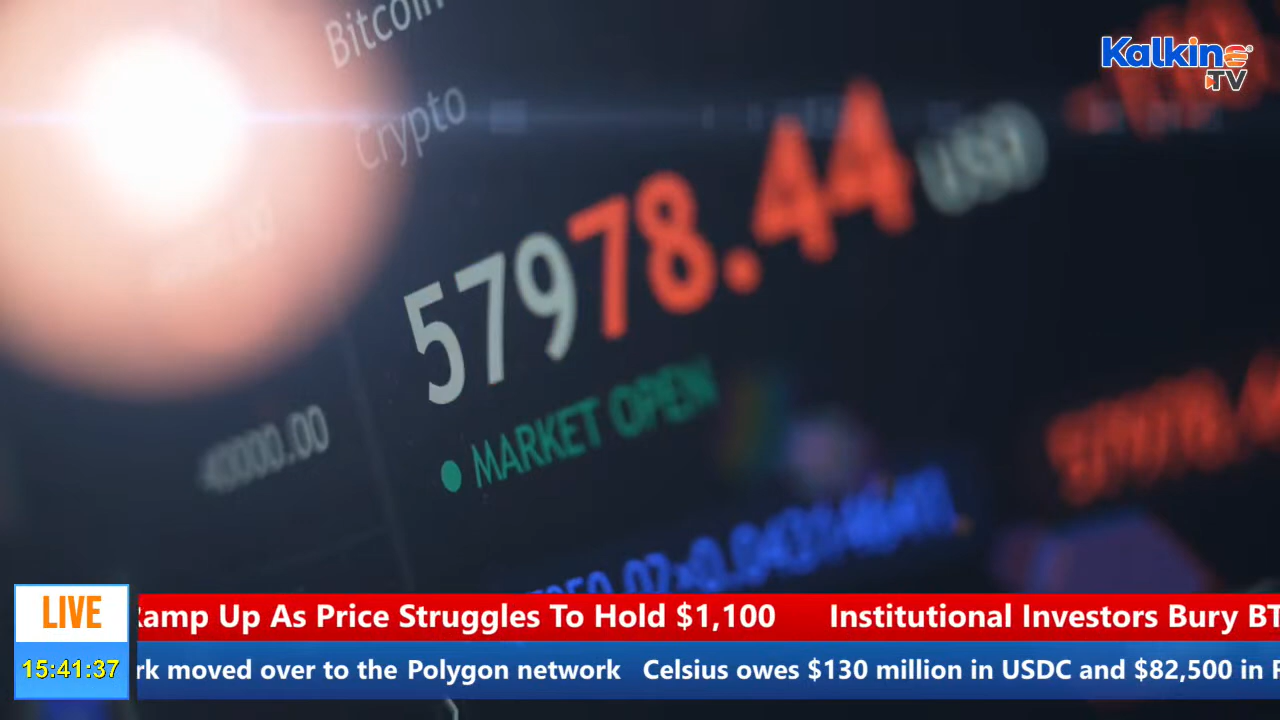 Bitcoin
Kalkine
TV
Crypto
57978.44 USDT
40000.00
MARKET OPEN
LIVE
Ramp Up As Price Struggles To Hold $1,100 Institutional Investors Bury BT
15:41:37
rk moved over to the Polygon network Celsius owes $130 million in USDC and $82,500 in